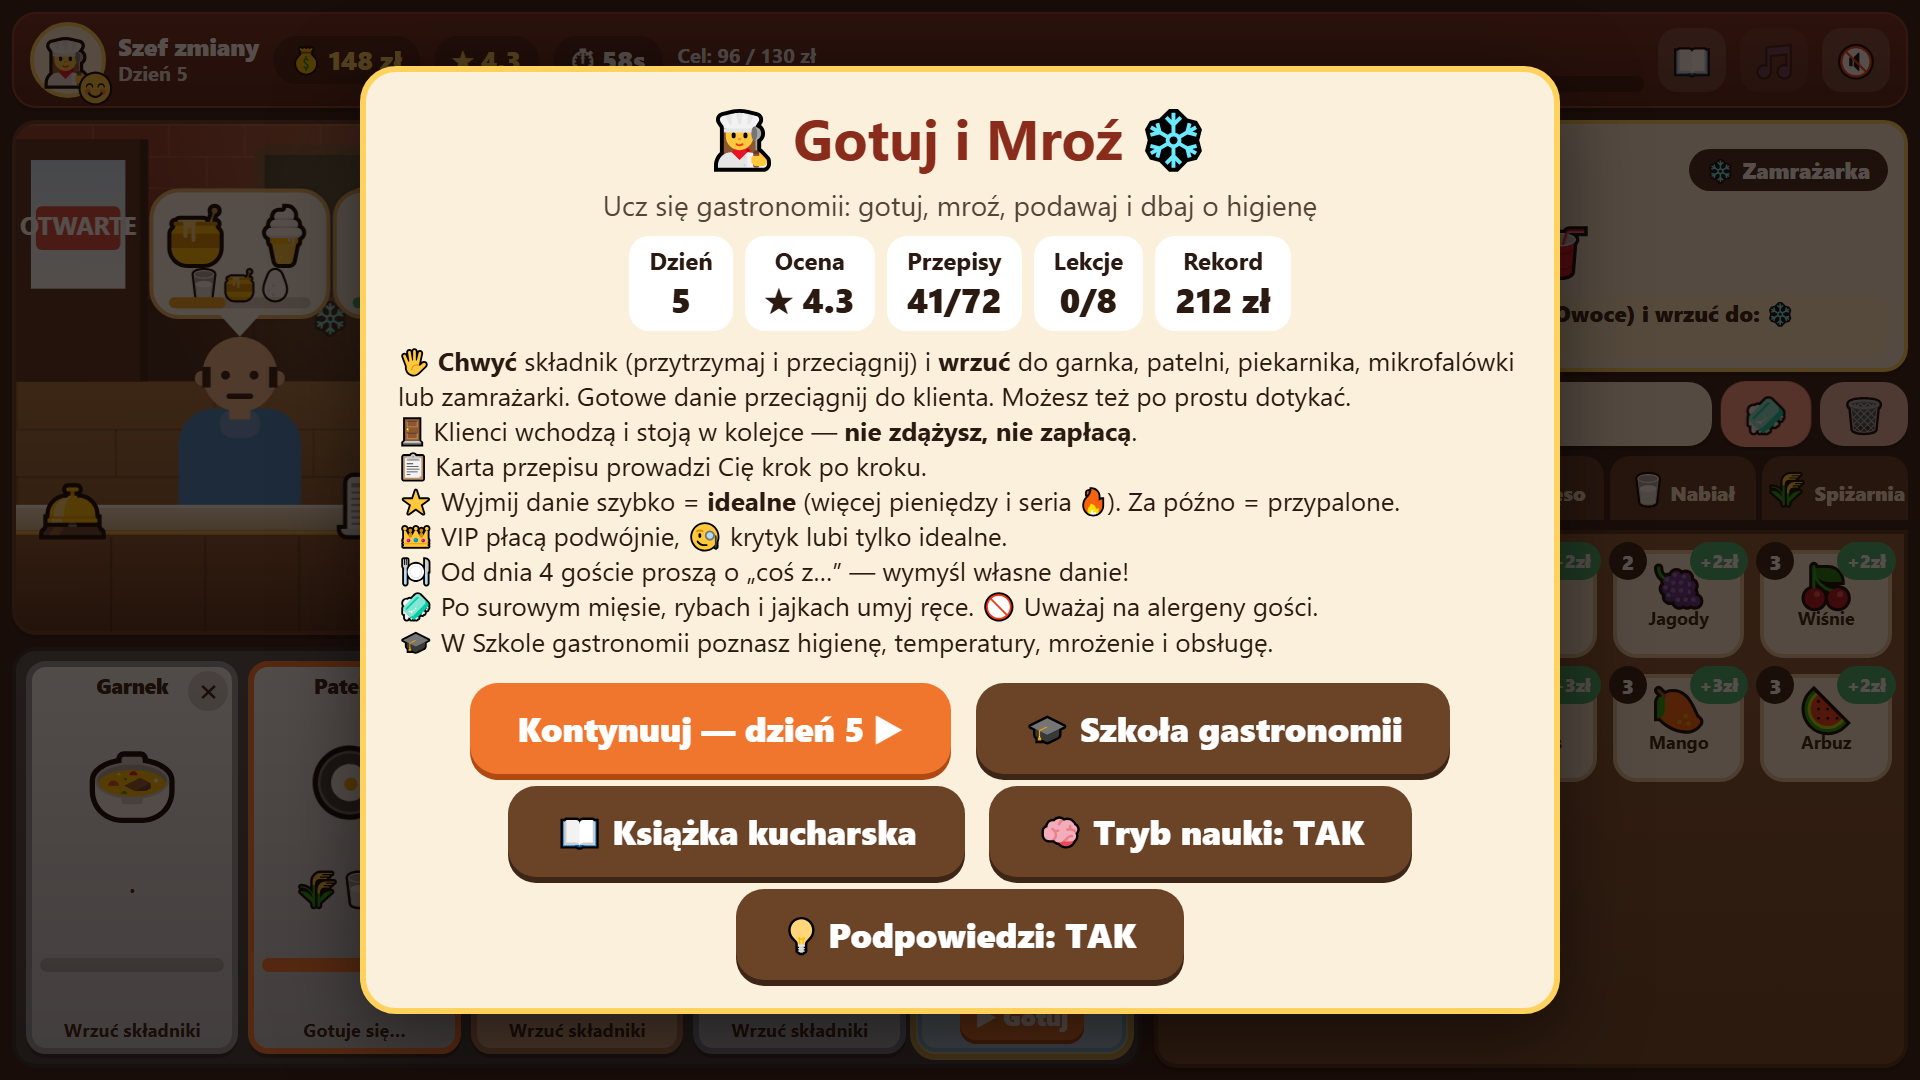 Szef zmiany
Dzień 5
148 zł
★ 4.3
58s
Cel: 96 / 130 zł
OTWARTE
Gotuj i Mroź
Ucz się gastronomii: gotuj, mroź, podawaj i dbaj o higienę
Dzień
5
Ocena
★ 4.3
Przepisy
41/72
Lekcje
0/8
Rekord
212 zł
Chwyć składnik (przytrzymaj i przeciągnij) i wrzuć do garnka, patelni, piekarnika, mikrofalówki
lub zamrażarki. Gotowe danie przeciągnij do klienta. Możesz też po prostu dotykać.
Klienci wchodzą i stoją w kolejce — nie zdążysz, nie zapłacą.
Karta przepisu prowadzi Cię krok po kroku.
Wyjmij danie szybko = idealne (więcej pieniędzy i seria 🔥). Za późno = przypalone.
VIP płacą podwójnie, 🧐 krytyk lubi tylko idealne.
Od dnia 4 goście proszą o „coś z…” — wymyśl własne danie!
Po surowym mięsie, rybach i jajkach umyj ręce. 🚫 Uważaj na alergeny gości.
W Szkole gastronomii poznasz higienę, temperatury, mrożenie i obsługę.
Kontynuuj — dzień 5 ▶
Szkoła gastronomii
Książka kucharska
Tryb nauki: TAK
Podpowiedzi: TAK
Zamrażarka
Owoce) i wrzuć do:
Nabiał
Spiżarnia
2
+2zł
Jagody
3
+2zł
Wiśnie
3
+3zł
Mango
3
+2zł
Arbuz
Garnek
Wrzuć składniki
Gotuje się...
Wrzuć składniki
Wrzuć składniki
▶ Gotuj